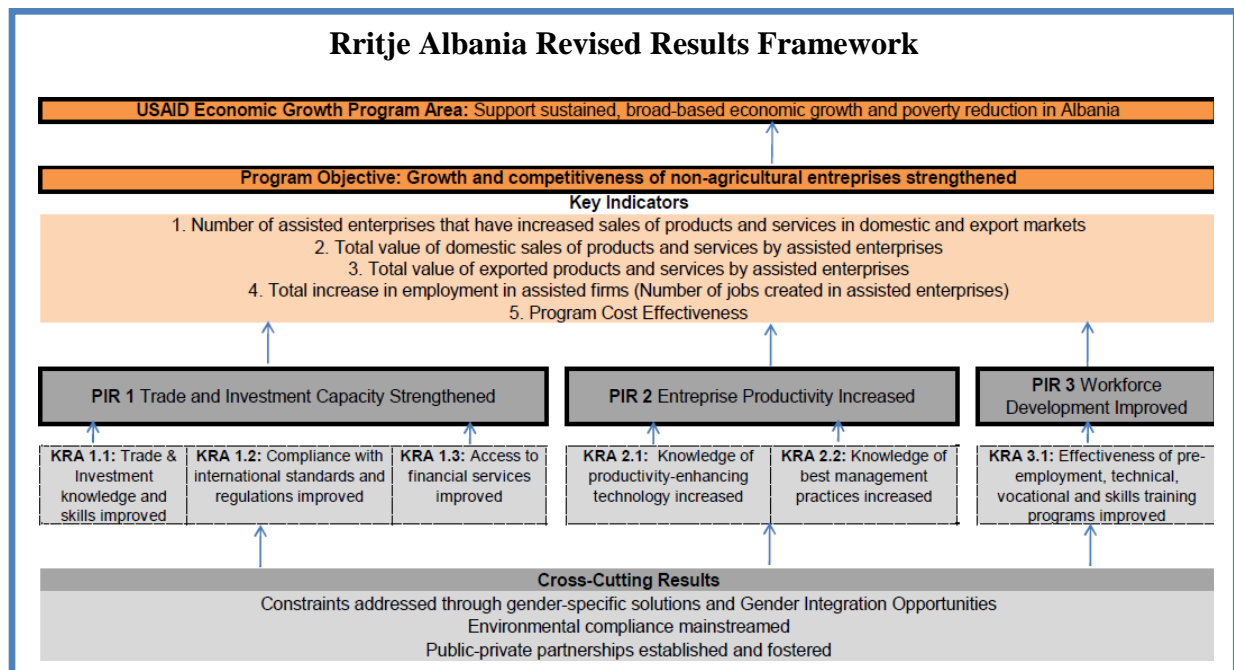 Rritje Albania Revised Results Framework
USAID Economic Growth Program Area: Support sustained, broad-based economic growth and poverty reduction in Albania
Program Objective: Growth and competitiveness of non-agricultural entreprises strengthened
Key Indicators
1. Number of assisted enterprises that have increased sales of products and services in domestic and export markets
2. Total value of domestic sales of products and services by assisted enterprises
3. Total value of exported products and services by assisted enterprises
4. Total increase in employment in assisted firms (Number of jobs created in assisted enterprises)
5. Program Cost Effectiveness
PIR 1 Trade and Investment Capacity Strengthened
PIR 2 Entreprise Productivity Increased
PIR 3 Workforce
Development Improved
KRA 1.1: Trade &
Investment
knowledge and
skills improved
KRA 1.2: Compliance with
international standards and
regulations improved
KRA 1.3: Access to
financial services
improved
KRA 2.1: Knowledge of
productivity-enhancing
technology increased
KRA 2.2: Knowledge of
best management
practices increased
KRA 3.1: Effectiveness of pre-
employment, technical,
vocational and skills training
programs improved
Cross-Cutting Results
Constraints addressed through gender-specific solutions and Gender Integration Opportunities
Environmental compliance mainstreamed
Public-private partnerships established and fostered